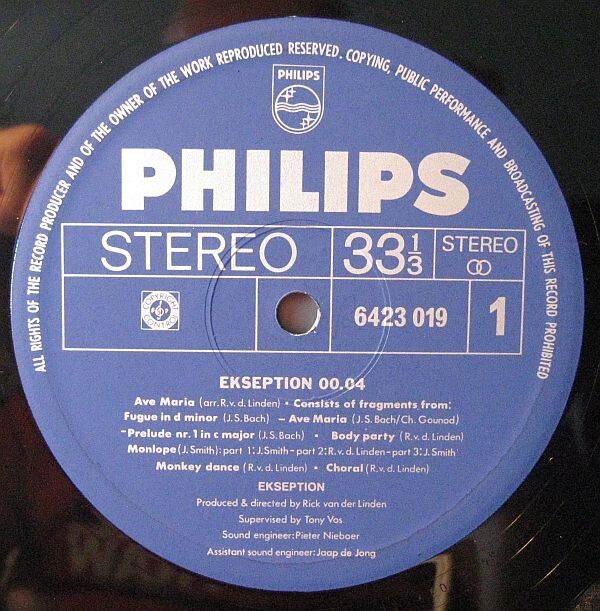 ALL RIGHTS OF THE RECORD PRODUCER AND OF THE OWNER OF THE WORK REPRODUCED RESERVED. COPYING, PUBLIC PERFORMANCE AND BROADCASTING OF THIS RECORD PROHIBITED
PHILIPS
PHILIPS
STEREO 33 1/3 STEREO
COPYRIGHT CONTROL 6423 019 1
EKSEPTION 00.04
Ave Maria (arr.R.v.d. Linden) • Consists of fragments from:
Fugue in d minor (J.S. Bach) – Ave Maria (J.S. Bach/Ch. Gounod)
-Prelude nr. 1 in c major (J.S. Bach) • Body party (R.v.d. Linden)
Monlope (J. Smith): part 1: J.Smith - part 2: R.v.d. Linden - part 3: J. Smith
Monkey dance (R.v.d. Linden) • Choral (R.v.d. Linden)
EKSEPTION
Produced & directed by Rick van der Linden
Supervised by Tony Vos
Sound engineer: Pieter Nieboer
Assistant sound engineer: Jaap de Jong